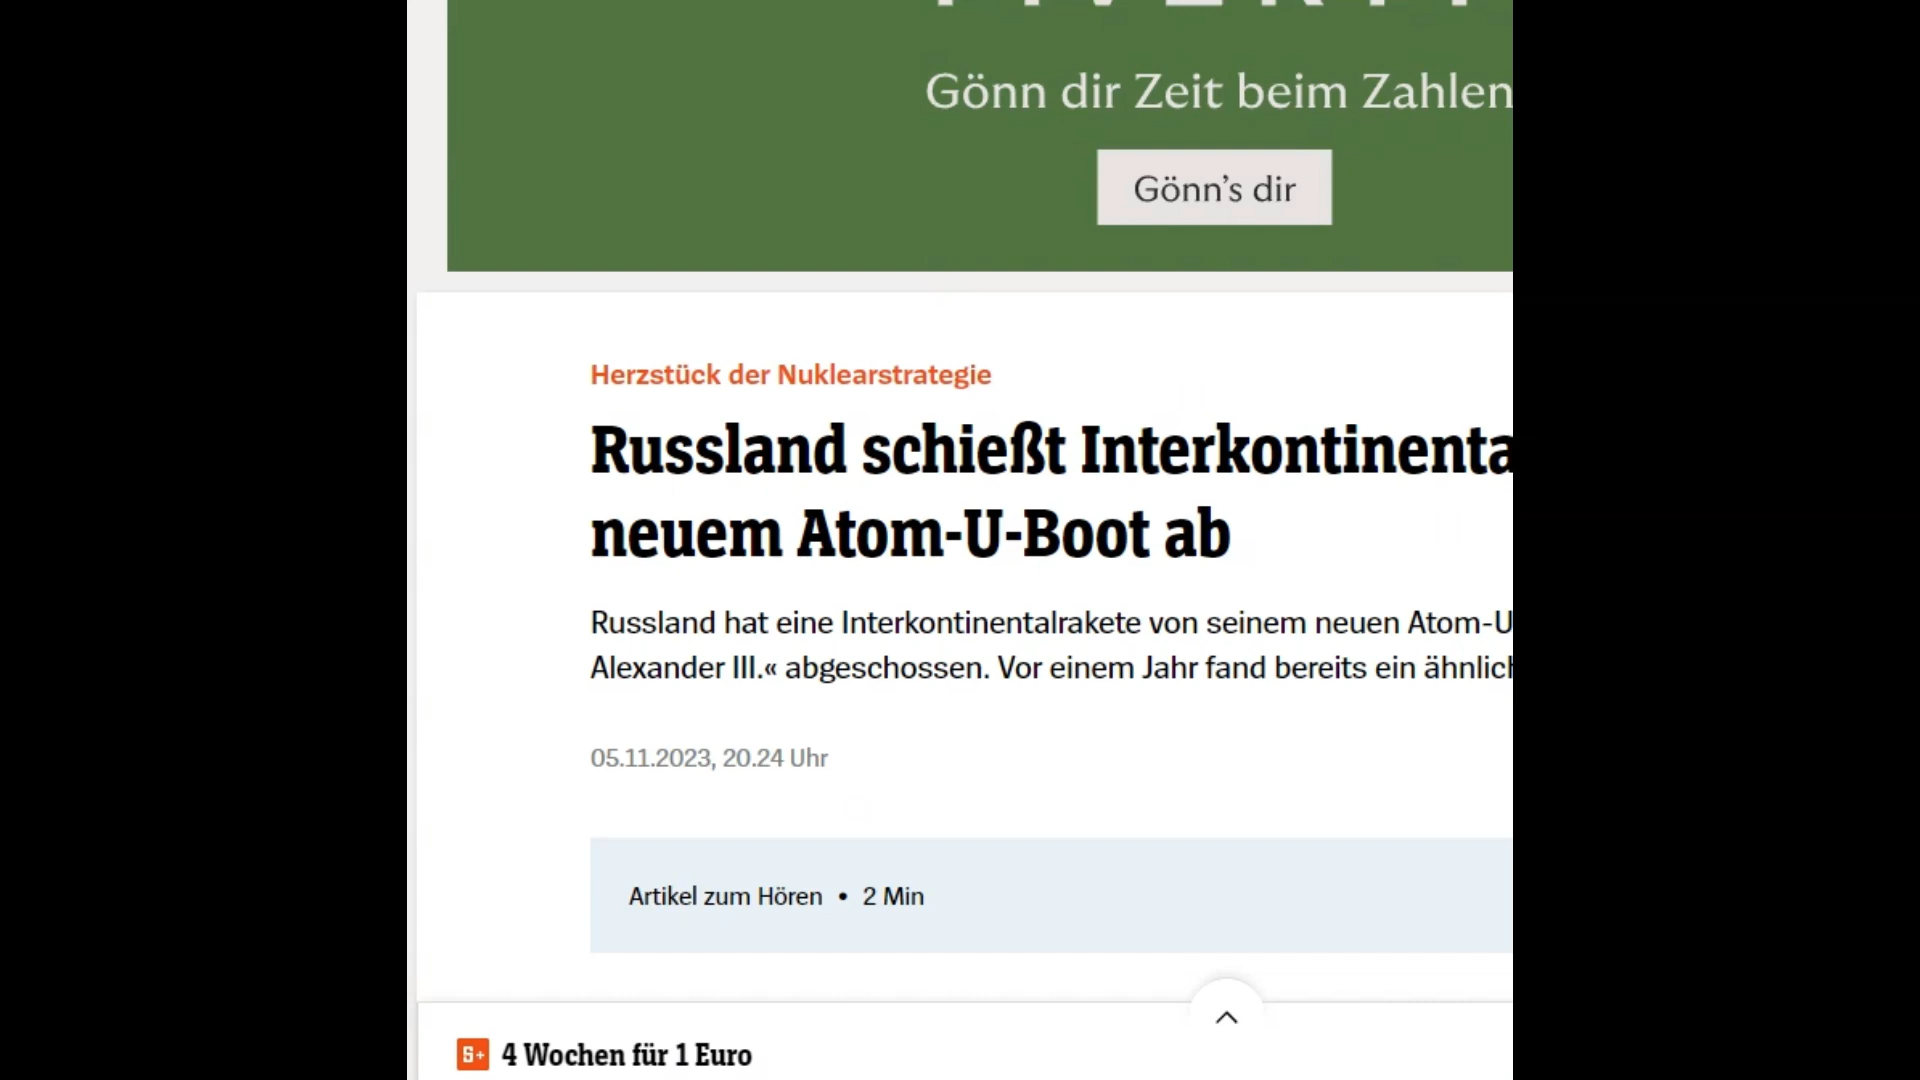 Gönn dir Zeit beim Zahlen
Gönn's dir
Herzstück der Nuklearstrategie
Russland schießt Interkontinenta
neuem Atom-U-Boot ab
Russland hat eine Interkontinentalrakete von seinem neuen Atom-U
Alexander III.« abgeschossen. Vor einem Jahr fand bereits ein ähnlich
05.11.2023, 20.24 Uhr
Artikel zum Hören • 2 Min
S+ 4 Wochen für 1 Euro